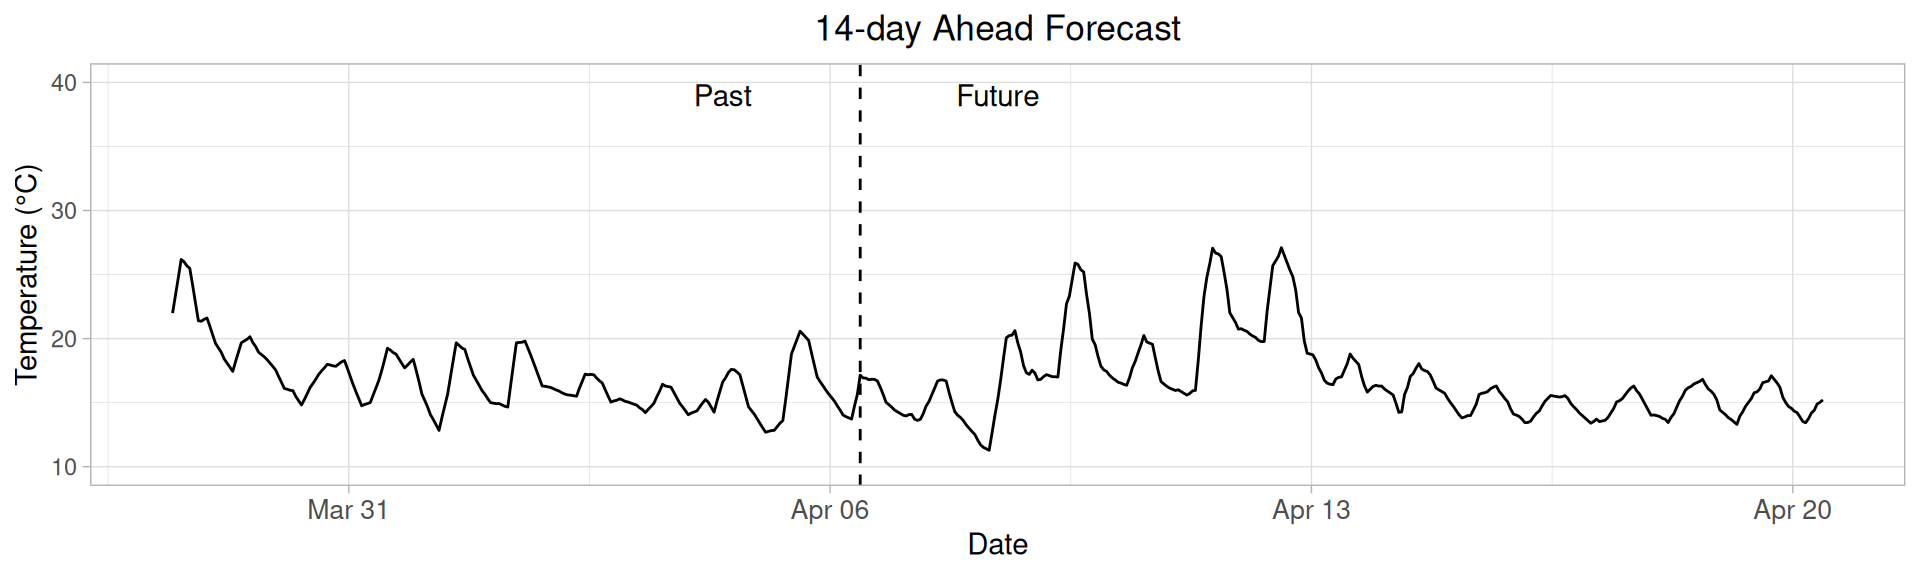 14-day Ahead Forecast
Past
Future
Temperature (°C)
40
30
20
10
Mar 31
Apr 06
Apr 13
Apr 20
Date